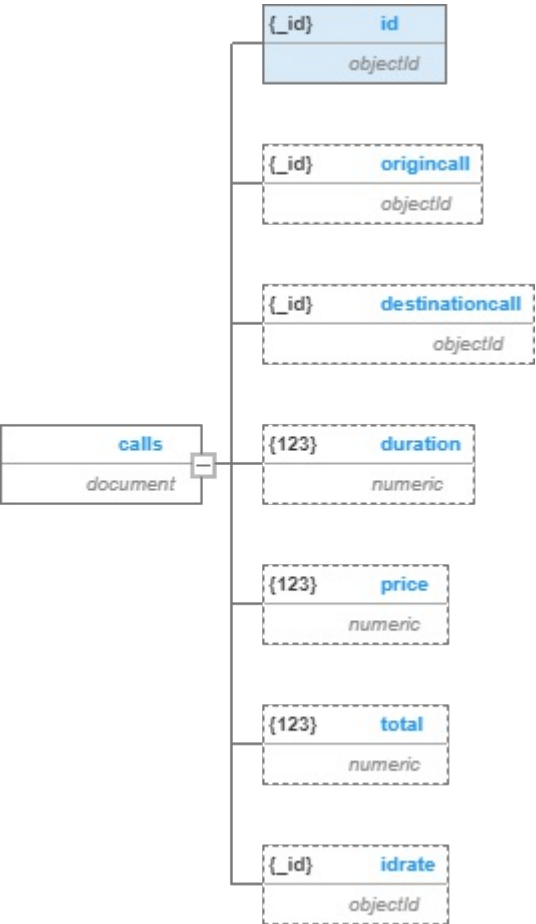 {_id} id
objectId
{_id} origincall
objectId
{_id} destinationcall
objectId
calls
document
{123} duration
numeric
{123} price
numeric
{123} total
numeric
{_id} idrate
objectId